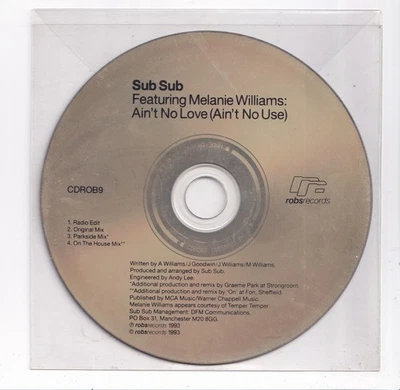 Sub Sub
Featuring Melanie Williams:
Ain't No Love (Ain't No Use)
CDROB9
robsrecords
1. Radio Edit
2. Original Mix
3. Parkside Mix*
4. On The House Mix**
Written by A Williams/J Goodwin/J Williams/M Williams.
Produced and arranged by Sub Sub.
Engineered by Andy Lee.
*Additional production and remix by Graeme Park at Strongroom.
**Additional production and remix by 'On' at Fon, Sheffield.
Published by MCA Music/Warner Chappel Music.
Melanie Williams appears courtesy of Temper Temper.
Sub Sub Management: DFM Communications,
PO Box 31, Manchester M20 8GG.
℗ robsrecords 1993
© robsrecords 1993